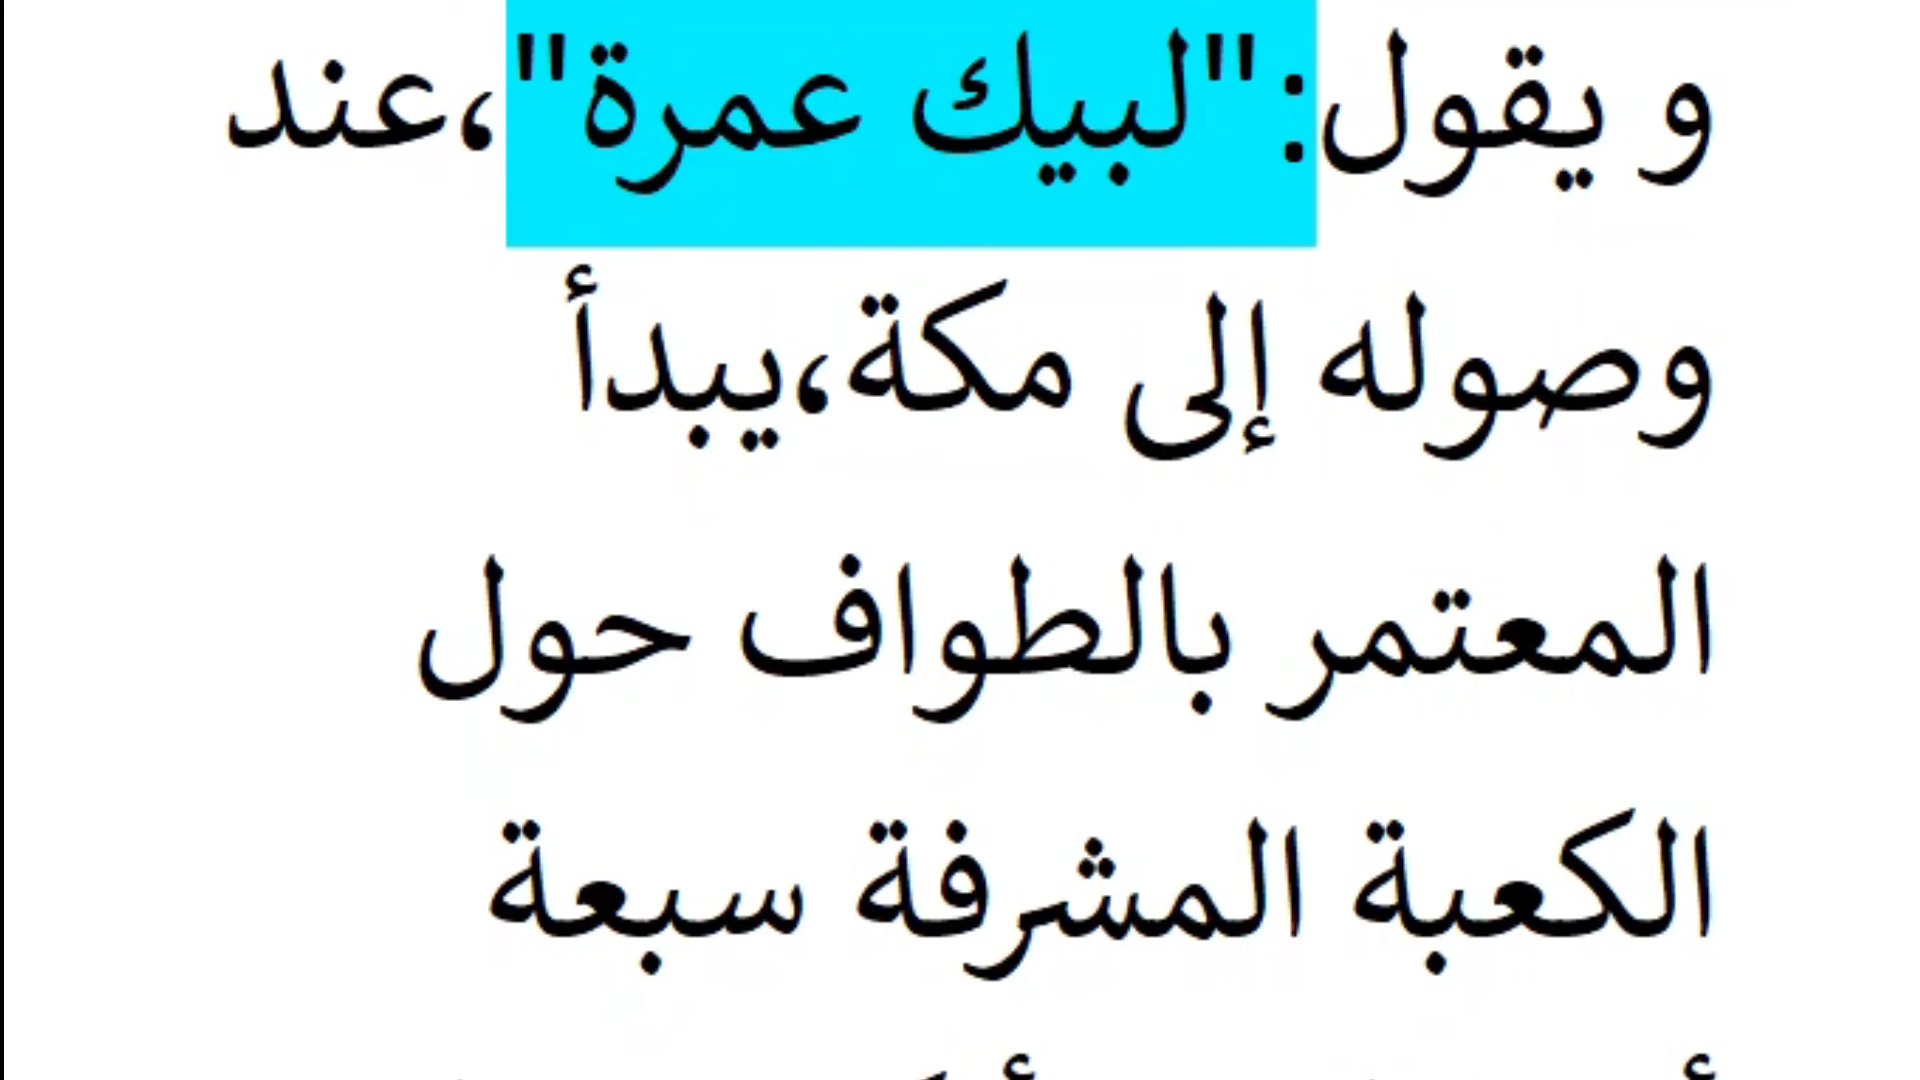 و يقول:"لبيك عمرة"،عند
وصوله إلى مكة،يبدأ
المعتمر بالطواف حول
الكعبة المشرفة سبعة